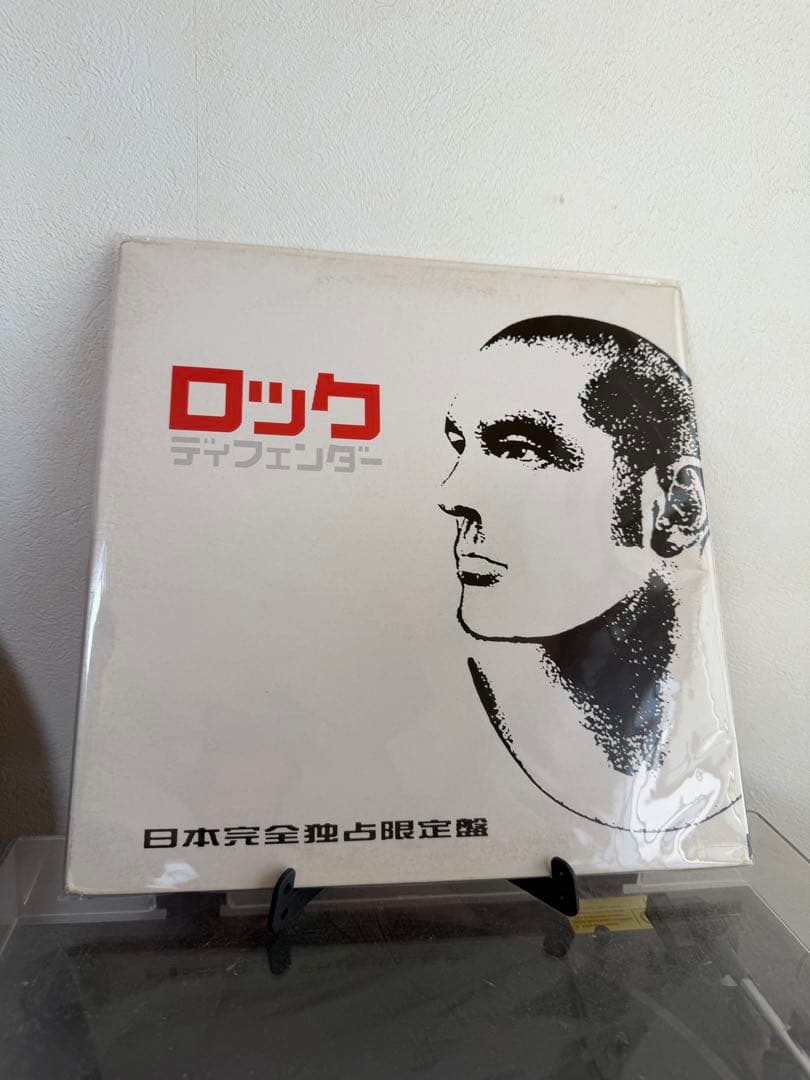 ロック
ディフェンダー
日本完全独占限定盤